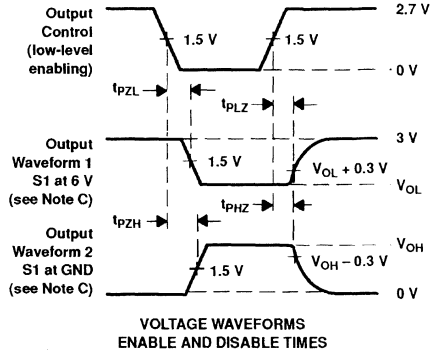 Output
Control
(low-level
enabling)
1.5 V
1.5 V
2.7 V
0 V
tPZL
tPLZ
Output
Waveform 1
S1 at 6 V
(see Note C)
1.5 V
3 V
VOL + 0.3 V
VOL
tPZH
tPHZ
Output
Waveform 2
S1 at GND
(see Note C)
1.5 V
VOH
VOH − 0.3 V
0 V
VOLTAGE WAVEFORMS
ENABLE AND DISABLE TIMES